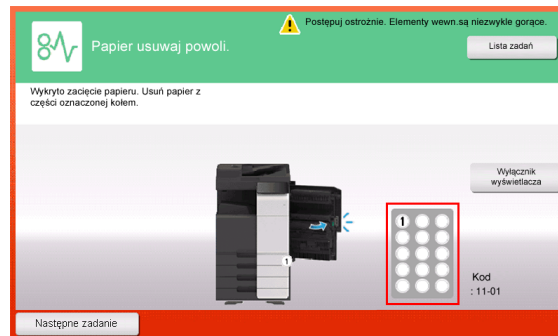 Postępuj ostrożnie. Elementy wewn.są niezwykle gorące.
Papier usuwaj powoli.
Lista zadań
Wykryto zacięcie papieru. Usuń papier z
części oznaczonej kołem.
Wyłącznik
wyświetlacza
1
1
Kod
: 11-01
Następne zadanie